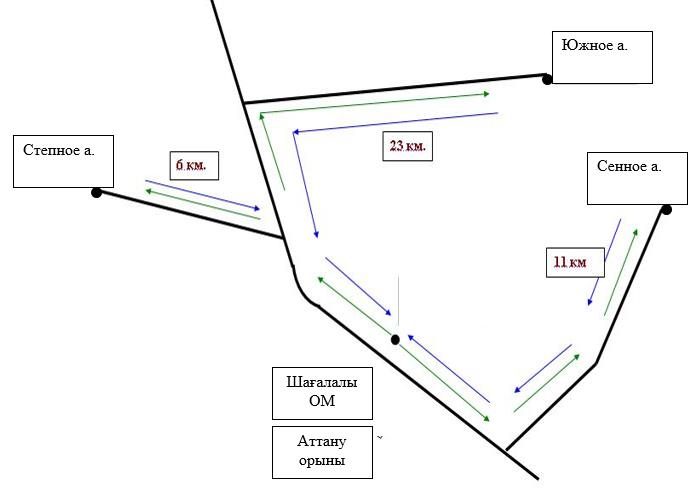 Южное а.
23 км.
Степное а.
6 км.
Сенное а.
11 км
Шағалалы
ОМ
Аттану
орыны